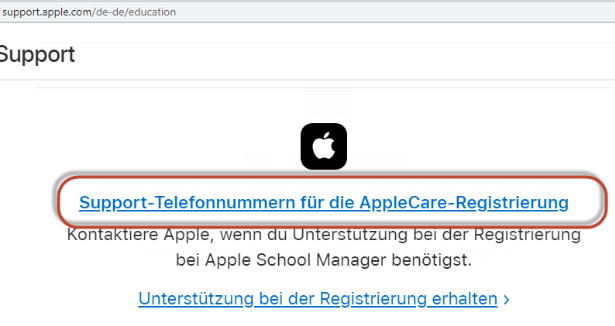 support.apple.com/de-de/education
Support
Support-Telefonnummern für die AppleCare-Registrierung
Kontaktiere Apple, wenn du Unterstützung bei der Registrierung
bei Apple School Manager benötigst.
Unterstützung bei der Registrierung erhalten ›